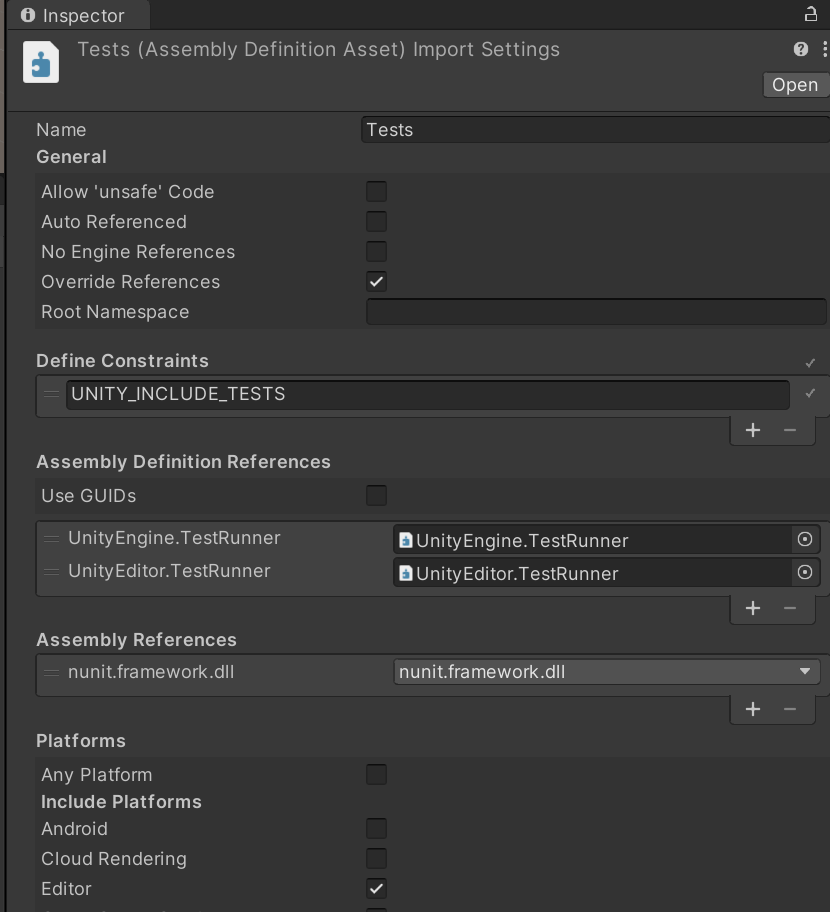 Inspector
Tests (Assembly Definition Asset) Import Settings
Open
Name Tests
General
Allow 'unsafe' Code
Auto Referenced
No Engine References
Override References
Root Namespace
Define Constraints
UNITY_INCLUDE_TESTS
Assembly Definition References
Use GUIDs
UnityEngine.TestRunner UnityEngine.TestRunner
UnityEditor.TestRunner UnityEditor.TestRunner
Assembly References
nunit.framework.dll nunit.framework.dll
Platforms
Any Platform
Include Platforms
Android
Cloud Rendering
Editor